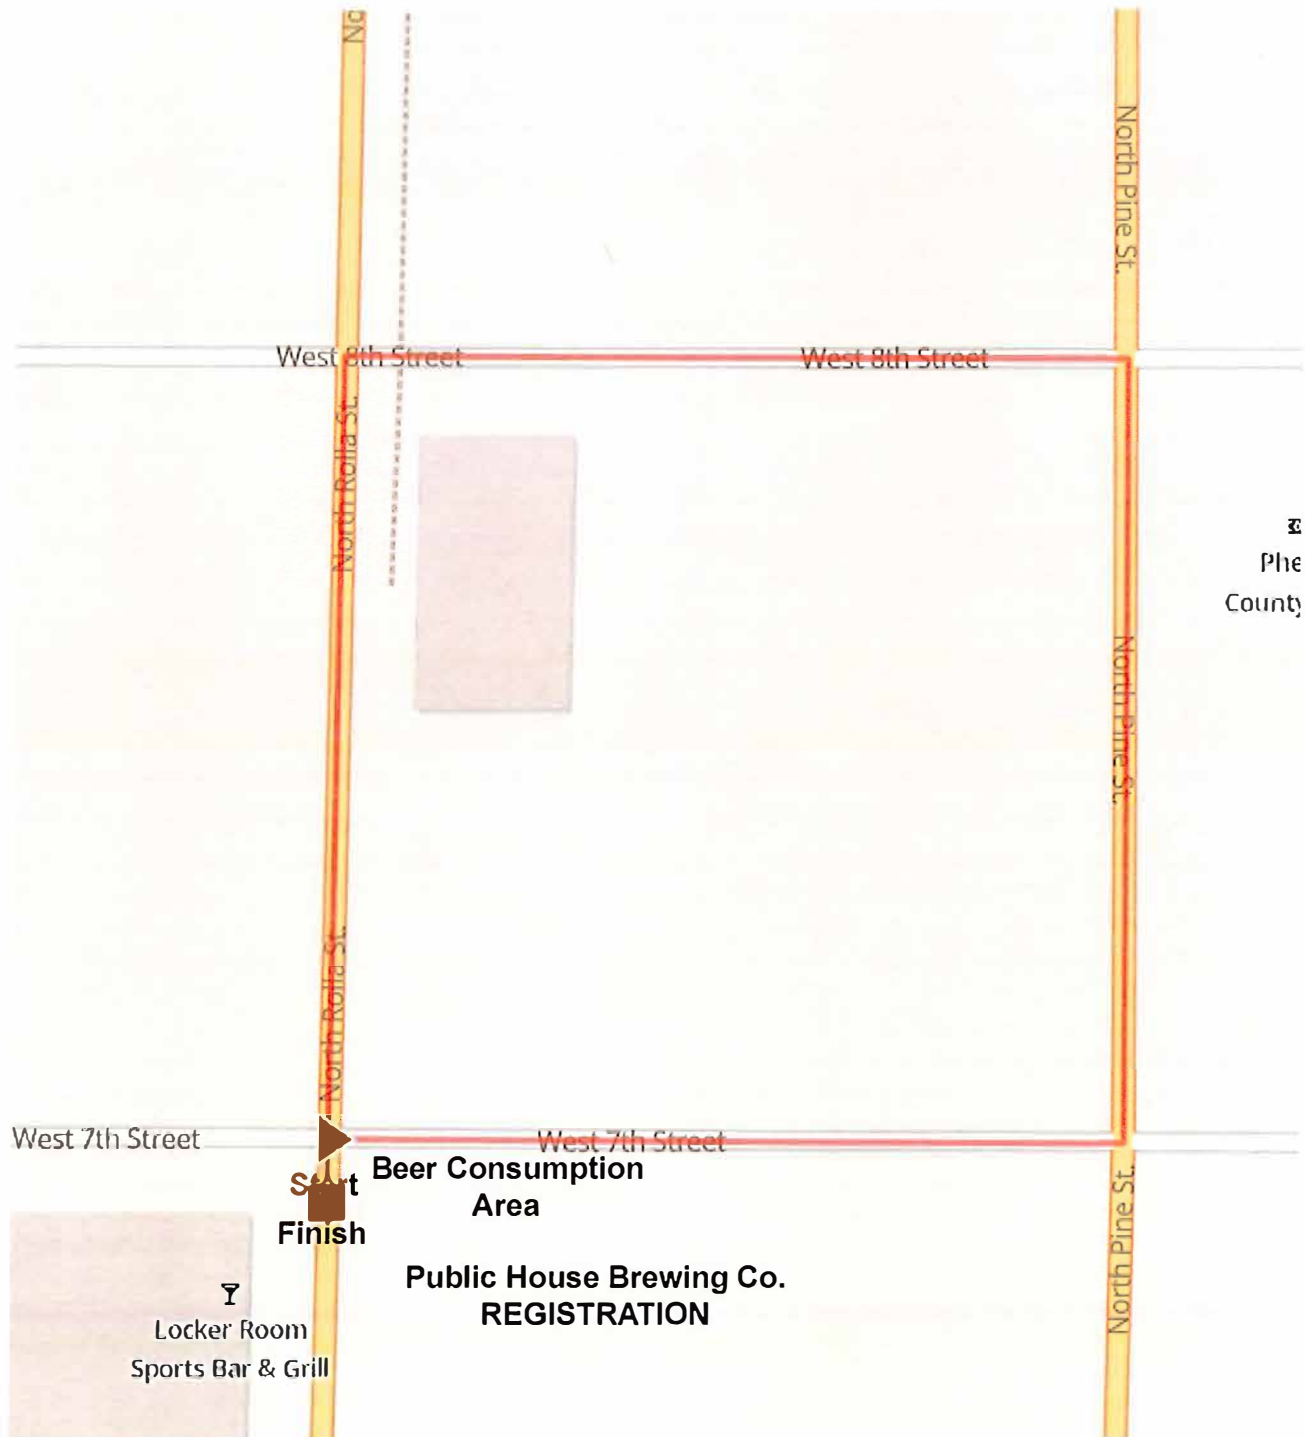 No
North Pine St.
West 8th Street
West 8th Street
North Rolla St.
Phe
County
North Pine St.
North Rolla St.
West 7th Street
West 7th Street
Start
Beer Consumption
Area
Finish
North Pine St.
Public House Brewing Co.
REGISTRATION
Locker Room
Sports Bar & Grill